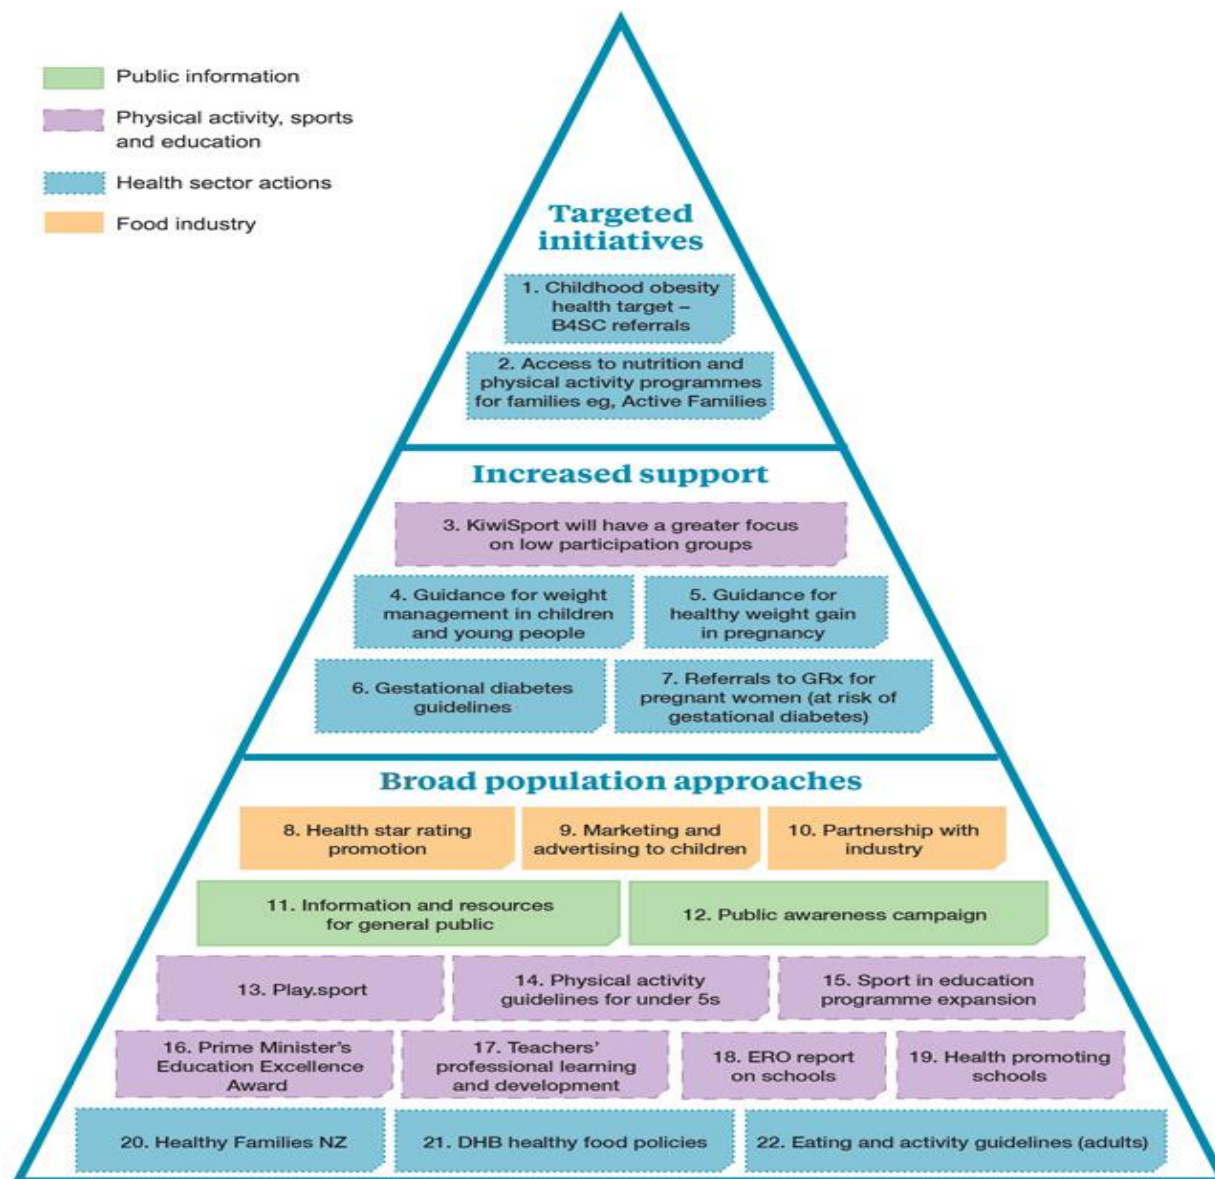 Public information
Physical activity, sports
and education
Health sector actions
Food industry
Targeted
initiatives
1. Childhood obesity
health target –
B4SC referrals
2. Access to nutrition and
physical activity programmes
for families eg, Active Families
Increased support
3. KiwiSport will have a greater focus
on low participation groups
4. Guidance for weight
management in children
and young people
5. Guidance for
healthy weight gain
in pregnancy
6. Gestational diabetes
guidelines
7. Referrals to GRx for
pregnant women (at risk of
gestational diabetes)
Broad population approaches
8. Health star rating
promotion
9. Marketing and
advertising to children
10. Partnership with
industry
11. Information and resources
for general public
12. Public awareness campaign
13. Play.sport
14. Physical activity
guidelines for under 5s
15. Sport in education
programme expansion
16. Prime Minister's
Education Excellence
Award
17. Teachers'
professional learning
and development
18. ERO report
on schools
19. Health promoting
schools
20. Healthy Families NZ
21. DHB healthy food policies
22. Eating and activity guidelines (adults)